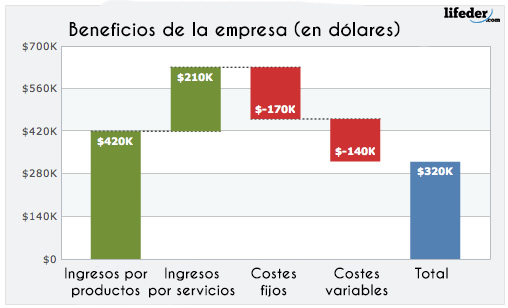 lifeder
.com
Beneficios de la empresa (en dólares)
$700K
$560K
$420K
$280K
$140K
$0
$420K
$210K
$-170K
$-140K
$320K
Ingresos por
productos
Ingresos
por servicios
Costes
fijos
Costes
variables
Total